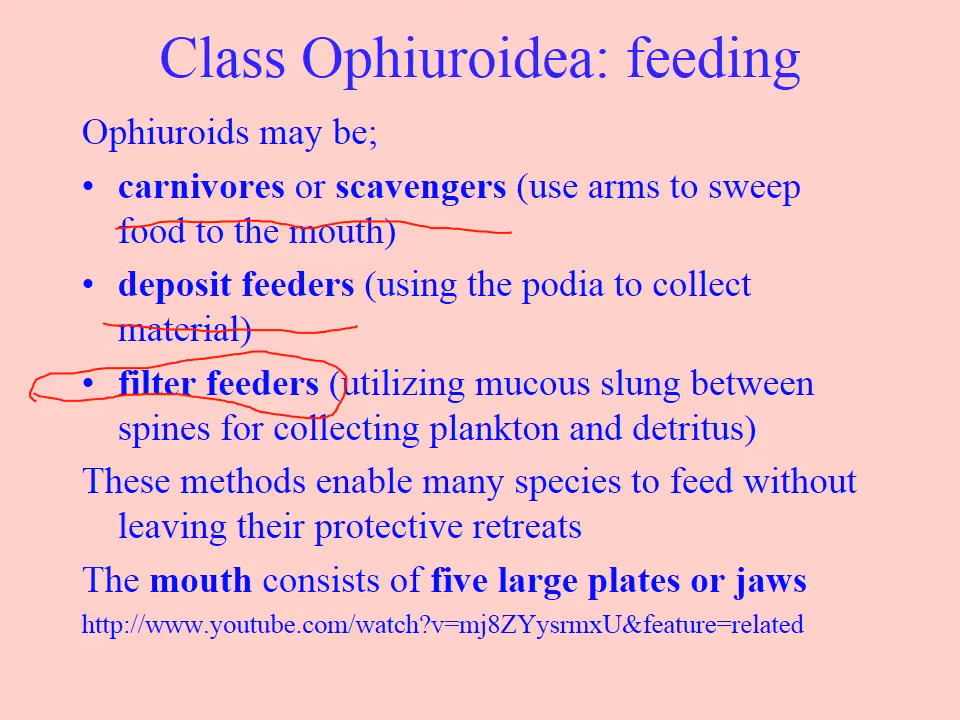 Class Ophiuroidea: feeding
Ophiuroids may be;
• carnivores or scavengers (use arms to sweep
food to the mouth)
• deposit feeders (using the podia to collect
material)
• filter feeders (utilizing mucous slung between
spines for collecting plankton and detritus)
These methods enable many species to feed without
leaving their protective retreats
The mouth consists of five large plates or jaws
http://www.youtube.com/watch?v=mj8ZYysrmxU&feature=related